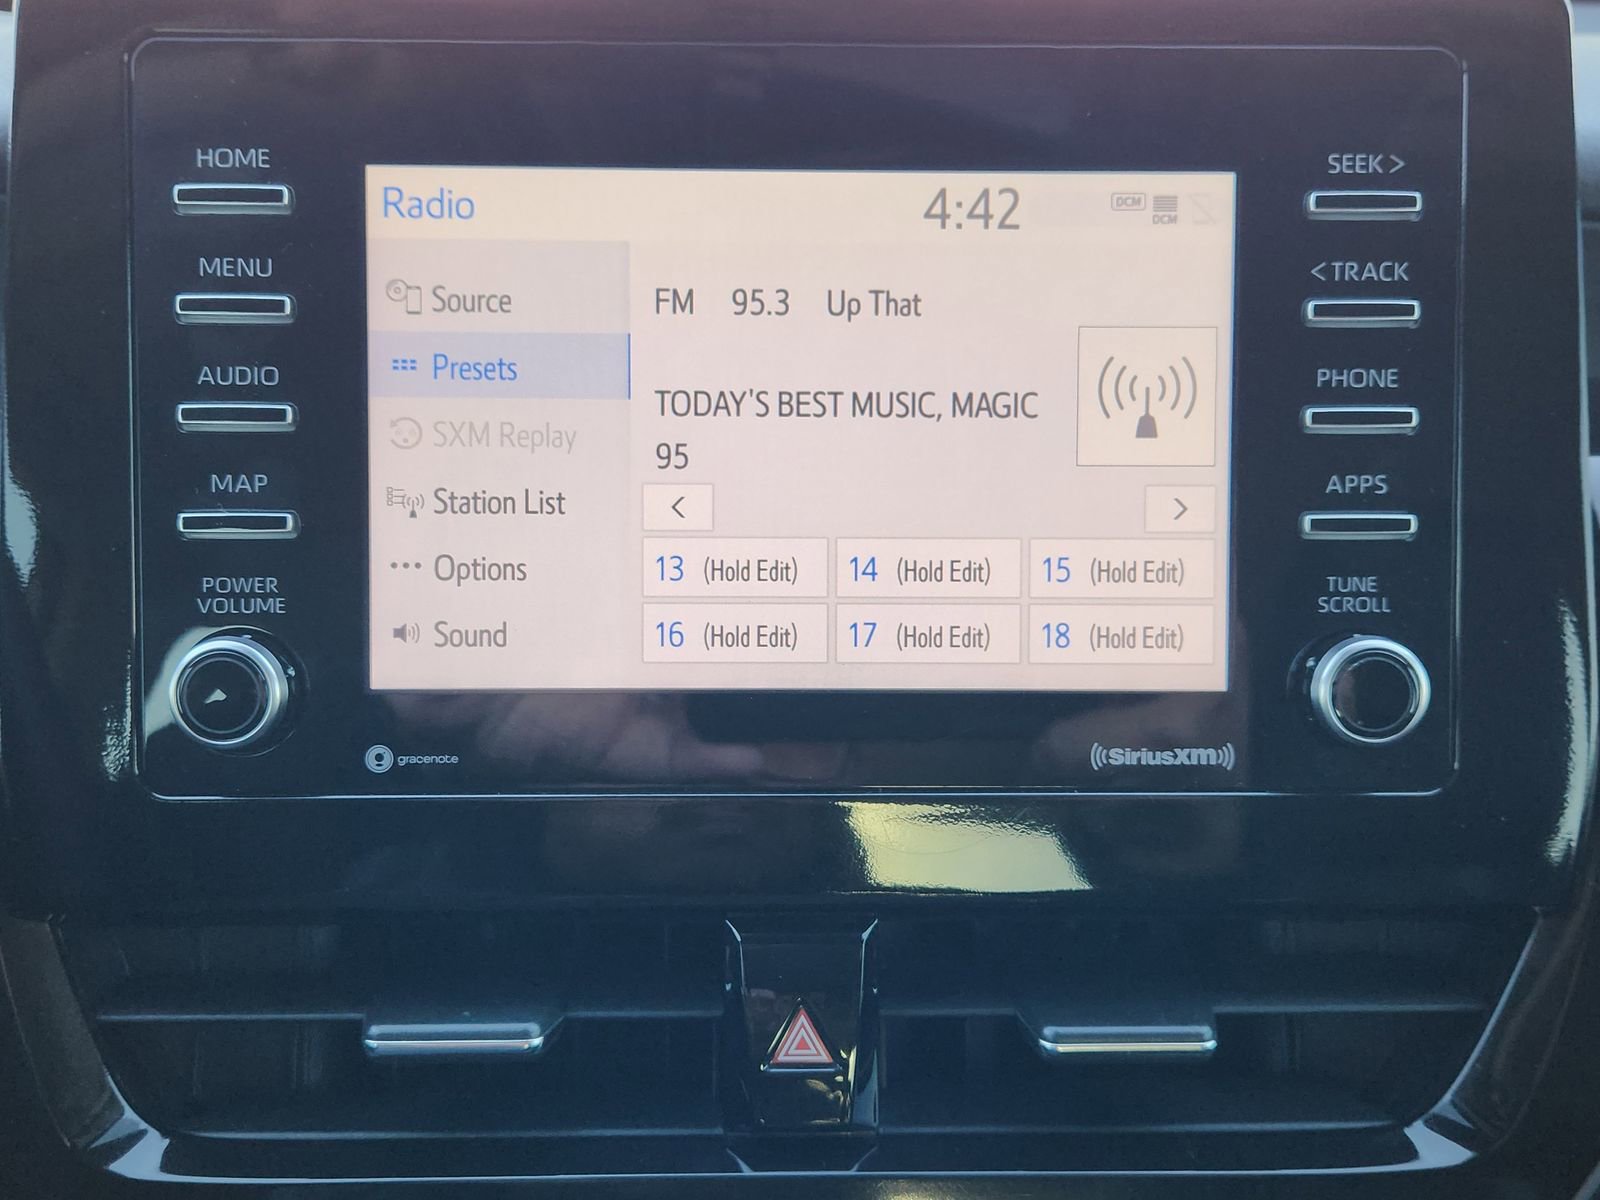 HOME
MENU
AUDIO
MAP
POWER
VOLUME
Radio
4:42
DCM
DCM
Source
Presets
SXM Replay
Station List
Options
Sound
FM 95.3 Up That
TODAY'S BEST MUSIC, MAGIC
95
< >
13 (Hold Edit) 14 (Hold Edit) 15 (Hold Edit)
16 (Hold Edit) 17 (Hold Edit) 18 (Hold Edit)
gracenote
SiriusXM
SEEK >
< TRACK
PHONE
APPS
TUNE
SCROLL